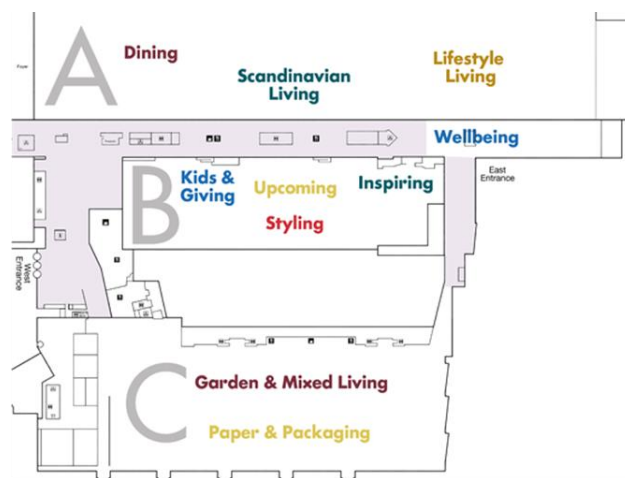 Foyer
A
Dining
Scandinavian
Living
Lifestyle
Living
Wellbeing
East
Entrance
B
Kids &
Giving
Upcoming
Inspiring
Styling
West
Entrance
C
Garden & Mixed Living
Paper & Packaging